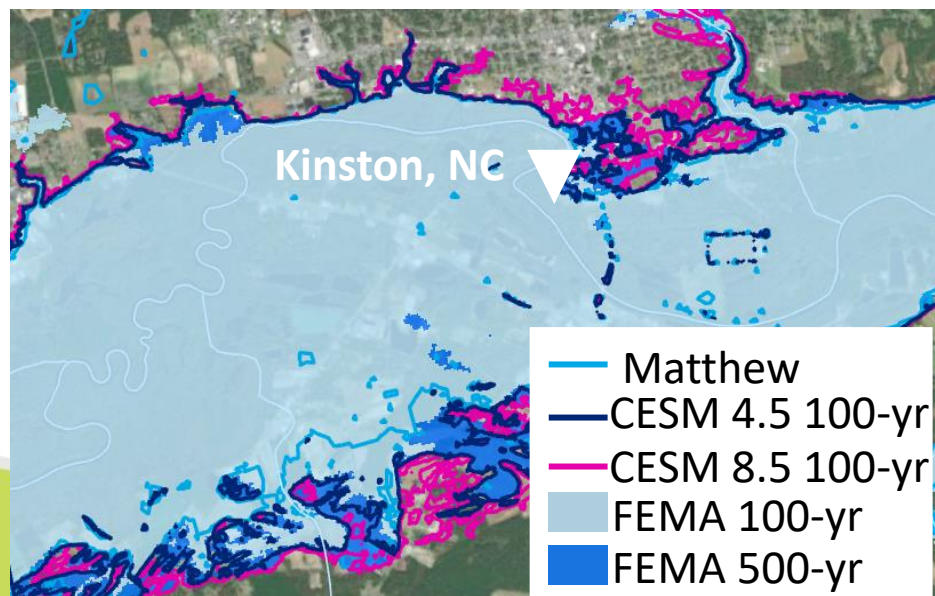 Kinston, NC
Matthew
CESM 4.5 100-yr
CESM 8.5 100-yr
FEMA 100-yr
FEMA 500-yr